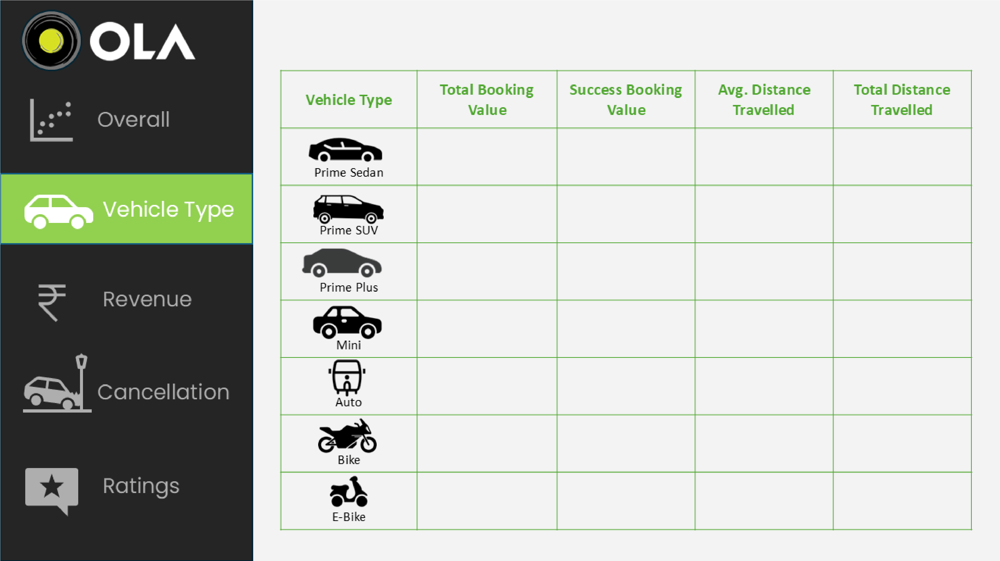 OLA
Overall
Vehicle Type
Revenue
Cancellation
Ratings
Vehicle Type
Total Booking
Value
Success Booking
Value
Avg. Distance
Travelled
Total Distance
Travelled
Prime Sedan
Prime SUV
Prime Plus
Mini
Auto
Bike
E-Bike